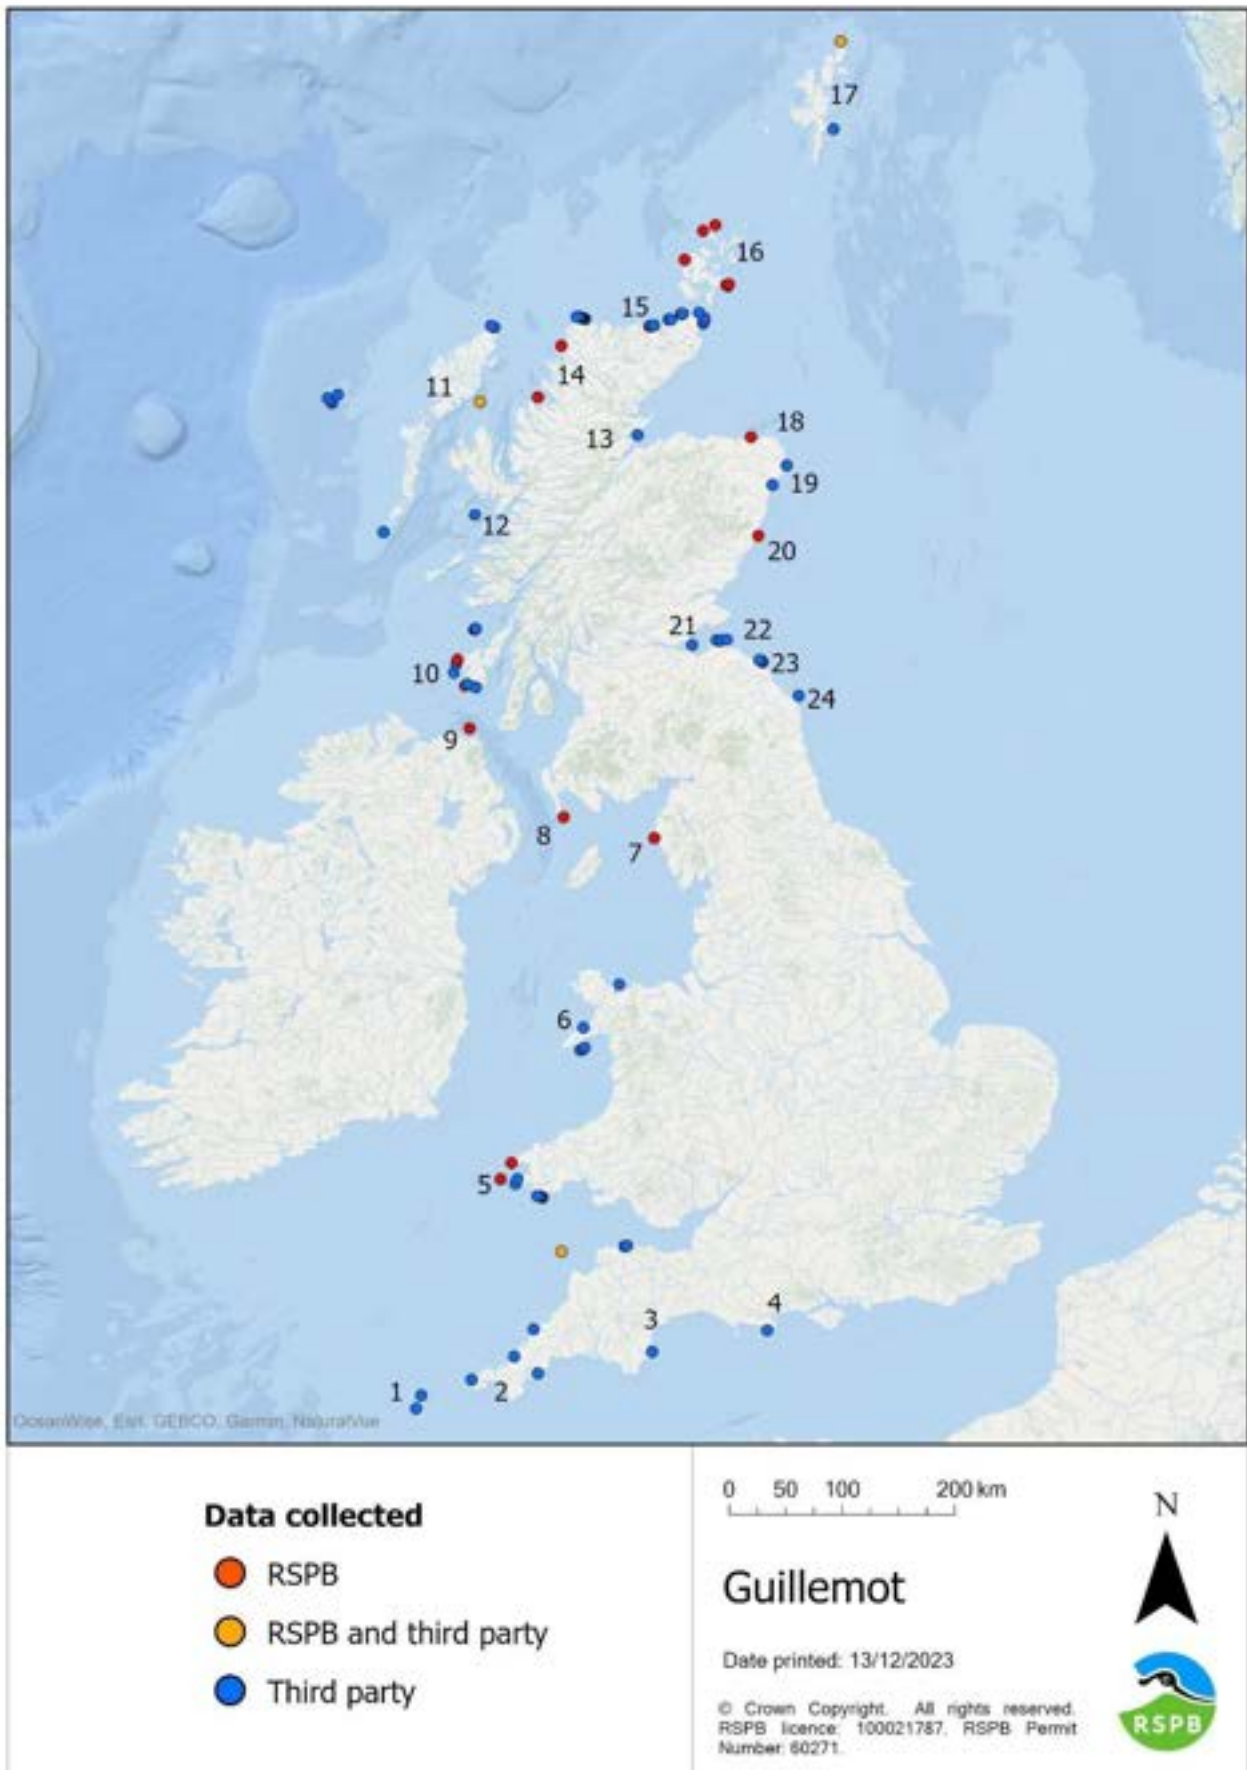 17
16
15
14
11
18
13
19
12
20
21
22
10
23
24
9
8
7
6
5
4
3
1
2
OceanWise, Esri, GEBCO, Garmin, NaturalVue
Data collected
RSPB
RSPB and third party
Third party
0 50 100 200 km
N
Guillemot
Date printed: 13/12/2023
© Crown Copyright. All rights reserved.
RSPB licence: 100021787. RSPB Permit
Number: 60271.
RSPB